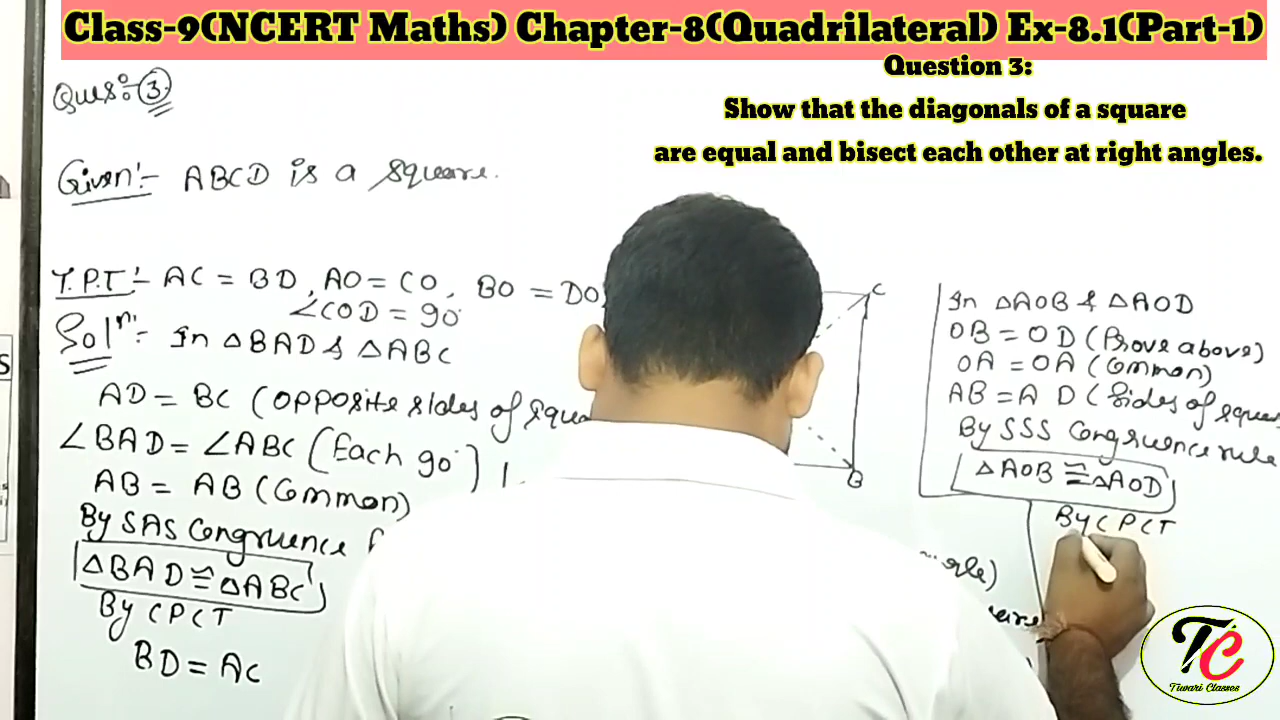 Class-9(NCERT Maths) Chapter-8(Quadrilateral) Ex-8.1(Part-1)
Question 3:
Show that the diagonals of a square
are equal and bisect each other at right angles.
Ques:- 3
Given:- ABCD is a square.
T.P.T:- AC = BD, AO = CO, BO = DO
∠COD = 90°
Solⁿ:- In △BAD & △ABC
AD = BC (opposite sides of
∠BAD = ∠ABC (Each 90°)
AB = AB (Common)
By SAS Congruence
△BAD ≅ △ABC
By CPCT
BD = AC
C
B
In △AOB & △AOD
OB = OD (Prove above)
OA = OA (Common)
AB = AD (Sides of
By SSS Congruence rule
△AOB ≅ △AOD
By CPCT
TC
Tiwari Classes